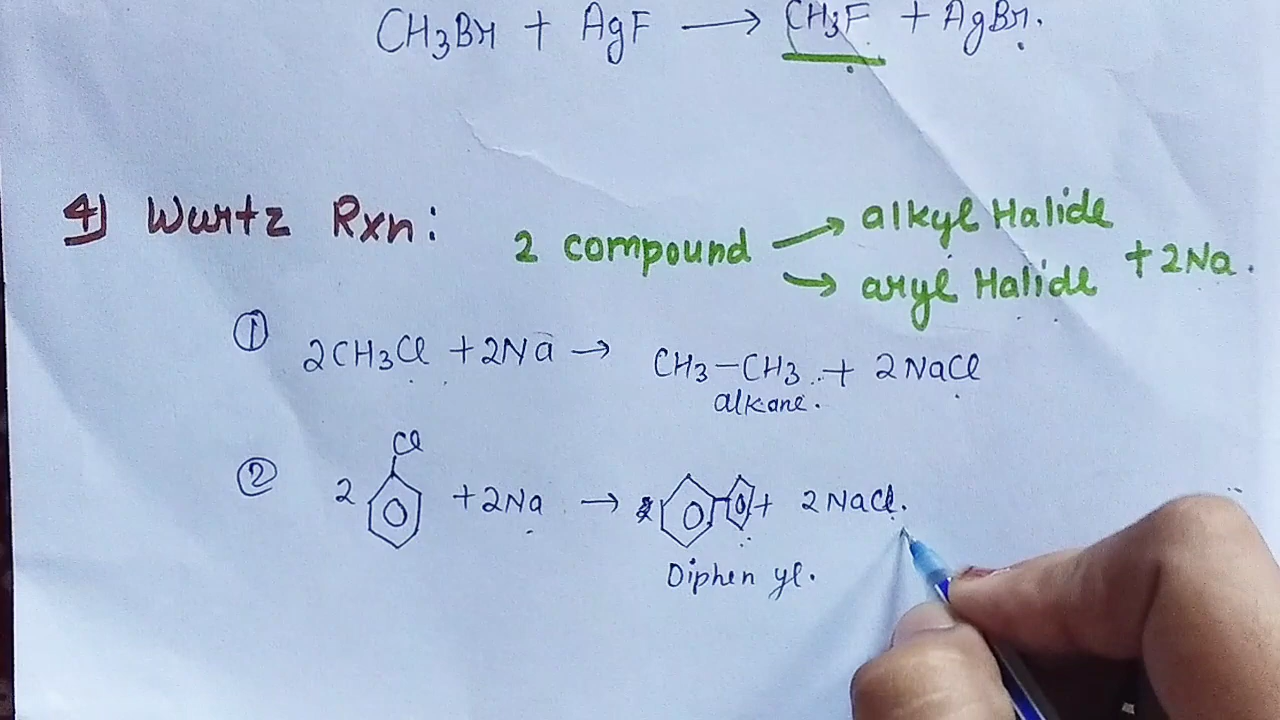 CH3Br + AgF → CH3F + AgBr.
4) Wurtz Rxn:
2 compound → alkyl Halide
→ aryl Halide + 2Na.
① 2CH3Cl + 2Na → CH3-CH3 + 2NaCl
alkane.
Cl
② 2 + 2Na → + 2NaCl.
Diphenyl.